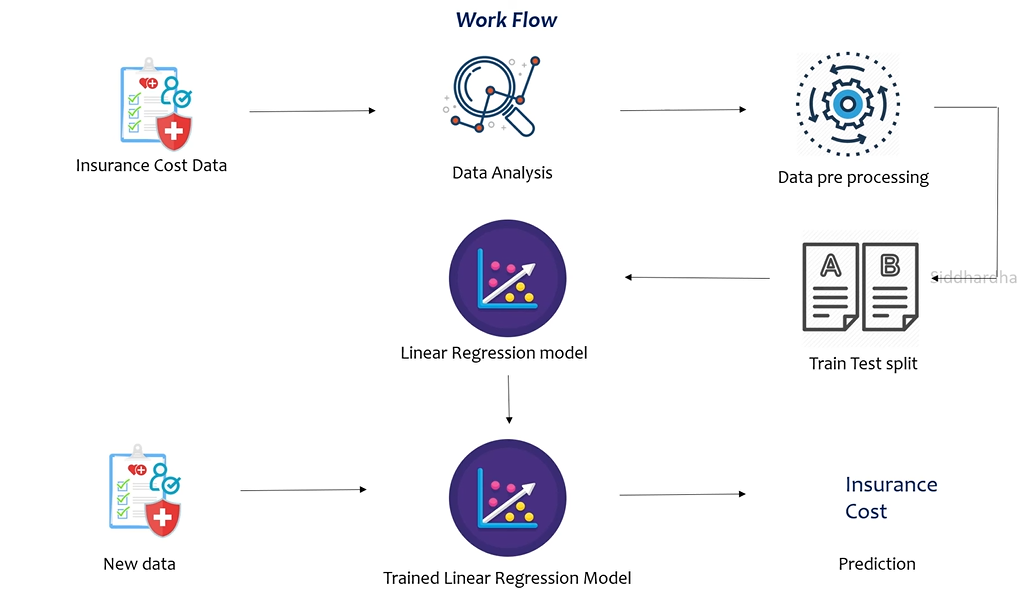 Work Flow
Insurance Cost Data
Data Analysis
Data pre processing
A
B
Siddhardha
Linear Regression model
Train Test split
Insurance
Cost
New data
Trained Linear Regression Model
Prediction